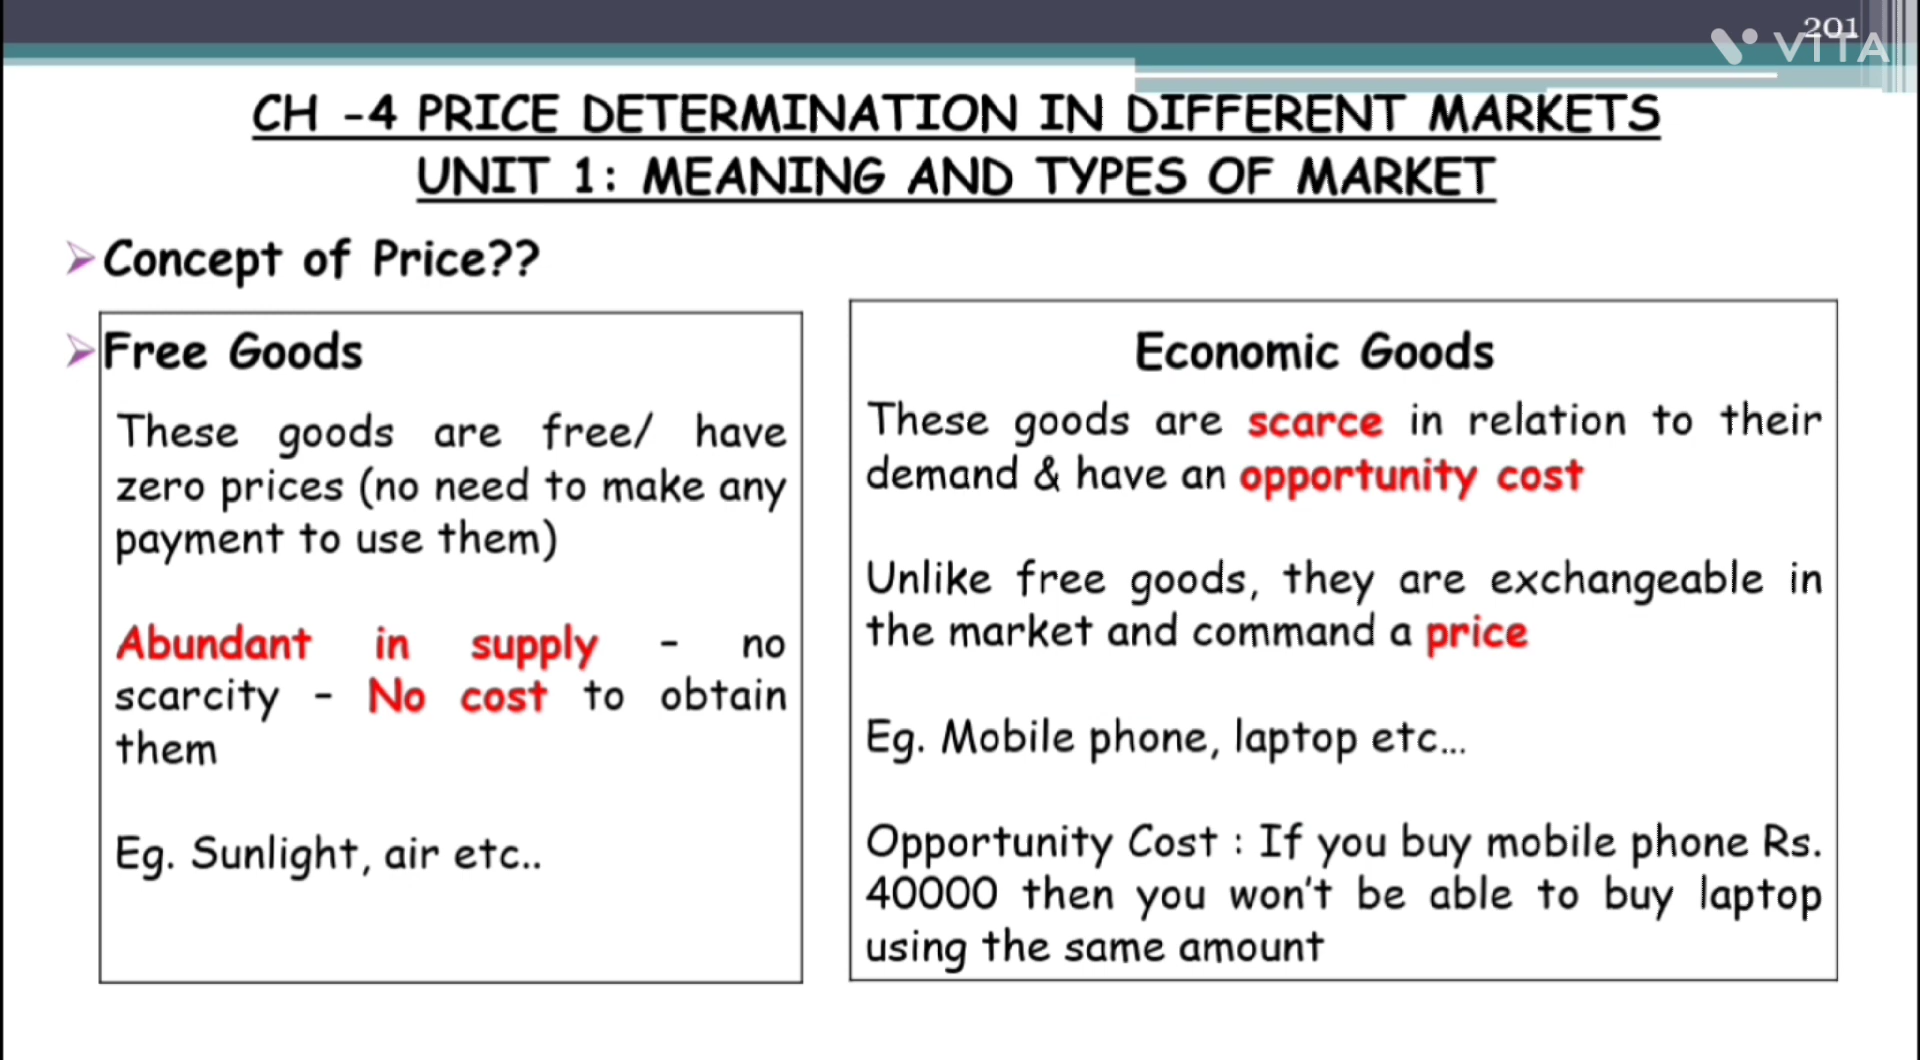 201
VITA
CH -4 PRICE DETERMINATION IN DIFFERENT MARKETS
UNIT 1: MEANING AND TYPES OF MARKET
Concept of Price??
Free Goods
These goods are free/ have
zero prices (no need to make any
payment to use them)
Abundant in supply - no
scarcity - No cost to obtain
them
Eg. Sunlight, air etc..
Economic Goods
These goods are scarce in relation to their
demand & have an opportunity cost
Unlike free goods, they are exchangeable in
the market and command a price
Eg. Mobile phone, laptop etc...
Opportunity Cost : If you buy mobile phone Rs.
40000 then you won't be able to buy laptop
using the same amount